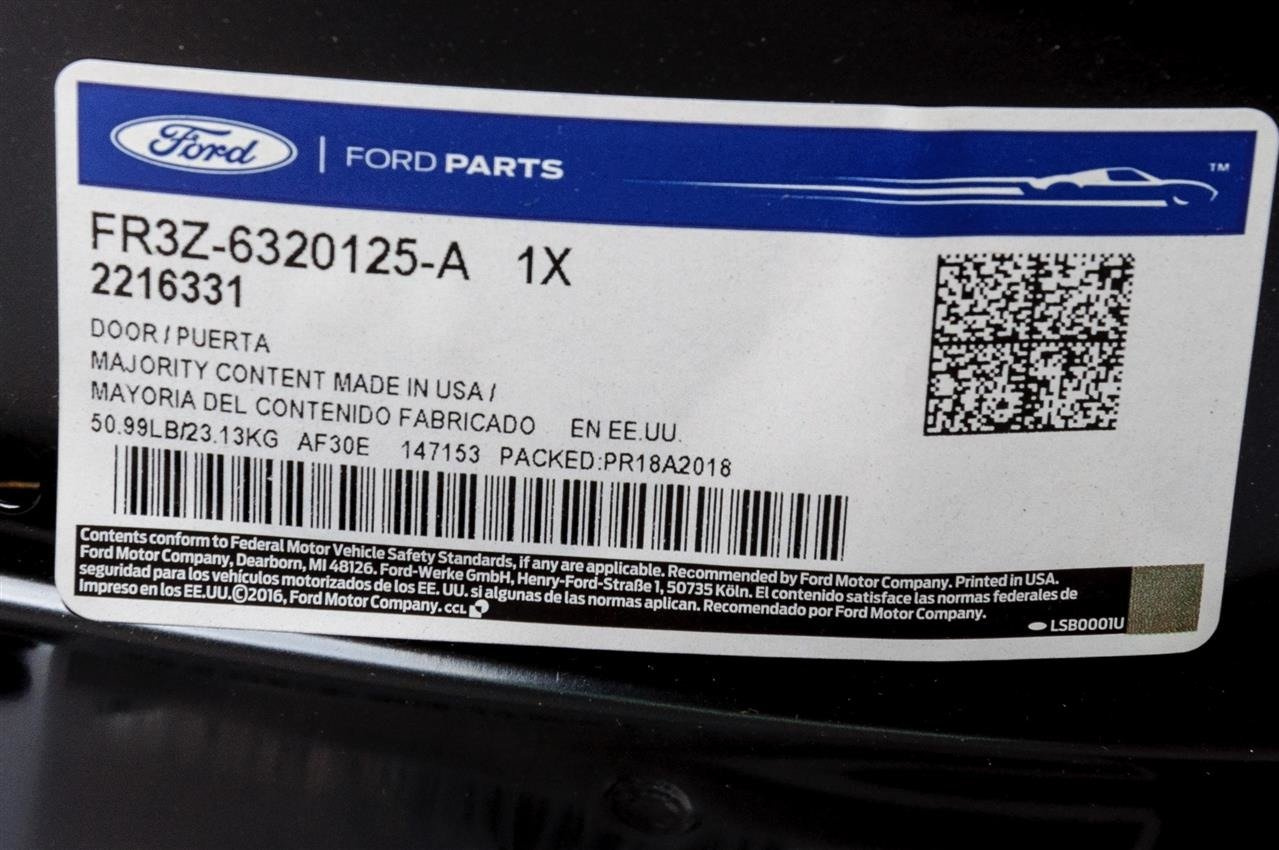 Ford | FORD PARTS ™
FR3Z-6320125-A 1X
2216331
DOOR / PUERTA
MAJORITY CONTENT MADE IN USA /
MAYORIA DEL CONTENIDO FABRICADO EN EE.UU.
50.99LB/23.13KG AF30E 147153 PACKED:PR18A2018
Contents conform to Federal Motor Vehicle Safety Standards, if any are applicable. Recommended by Ford Motor Company. Printed in USA.
Ford Motor Company, Dearborn, MI 48126. Ford-Werke GmbH, Henry-Ford-Straße 1, 50735 Köln. El contenido satisface las normas federales de
seguridad para los vehículos motorizados de los EE. UU. si algunas de las normas aplican. Recomendado por Ford Motor Company.
Impreso en los EE.UU.©2016, Ford Motor Company. CCL
LSB0001U